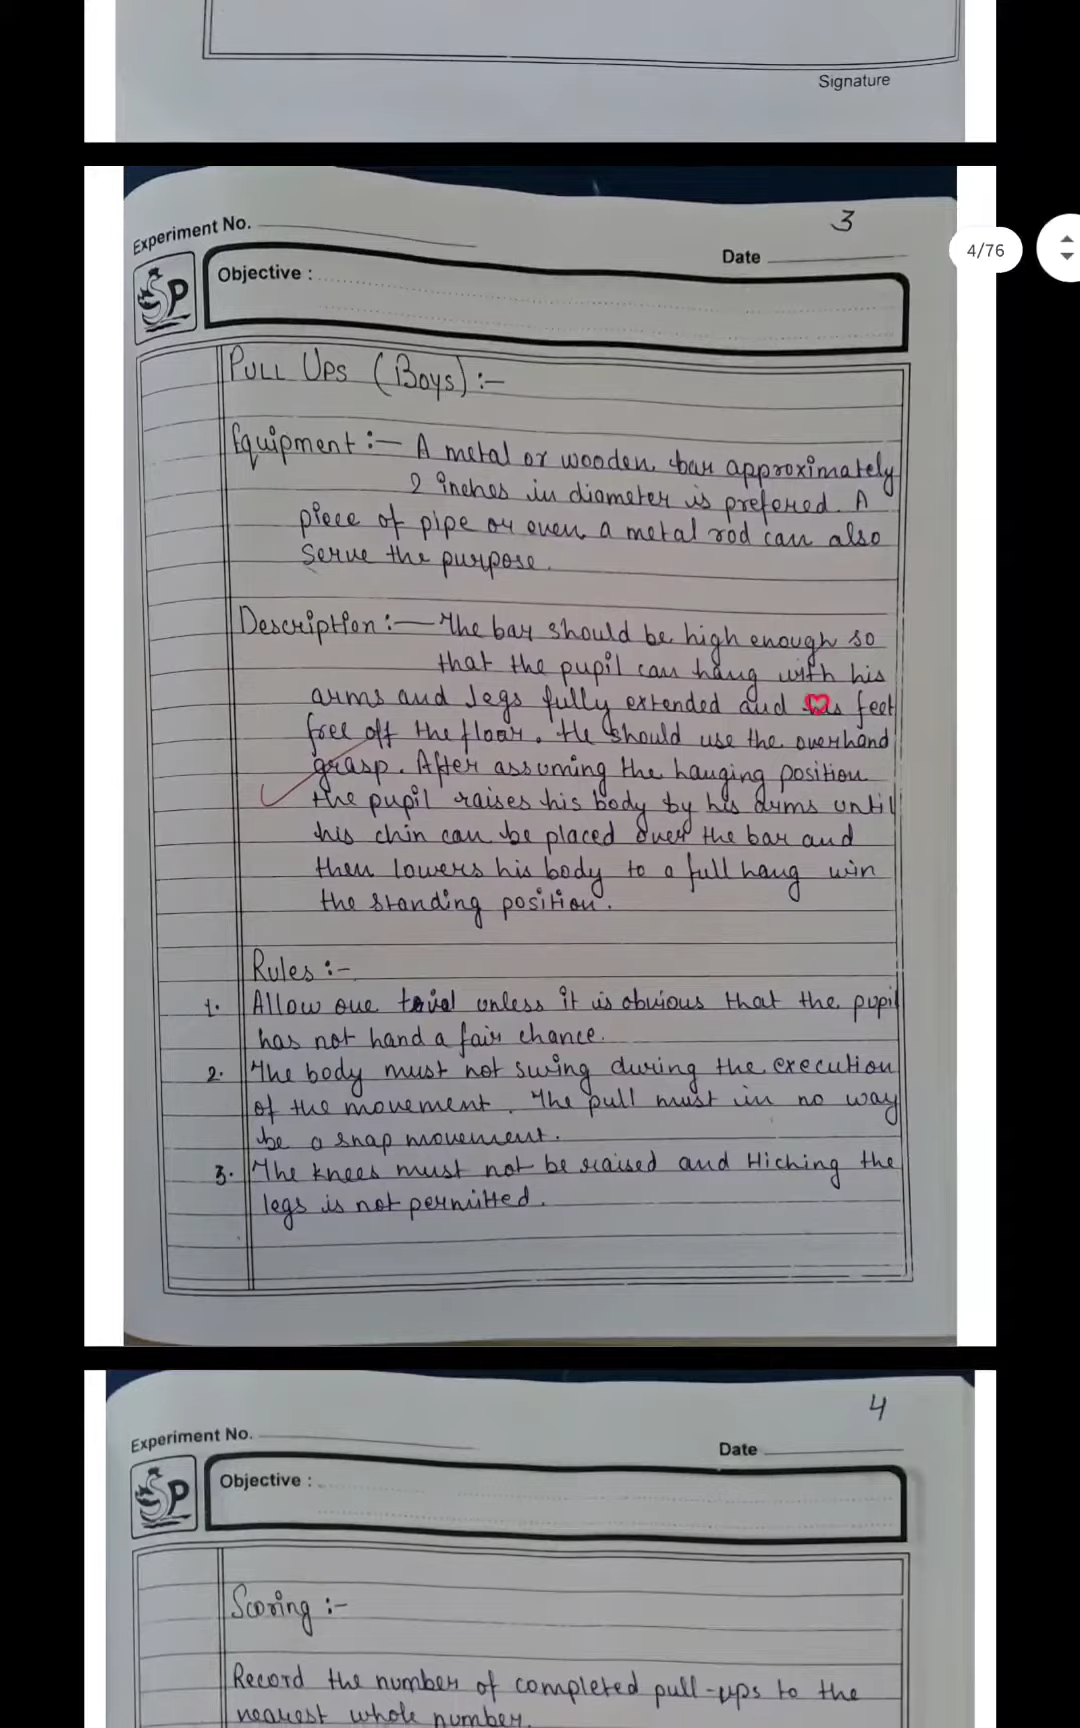 Signature
3
Experiment No.
Date
4/76
SP
Objective :
PULL UPS (Boys) :-
Equipment :- A metal or wooden bar approximately
2 inches in diameter is prefered. A
piece of pipe or even a metal rod can also
serve the purpose.
Description :- The bar should be high enough so
that the pupil can hang with his
arms and legs fully extended and feet
free off the floor. He should use the overhand
grasp. After assuming the hanging position
the pupil raises his body by his arms until
his chin can be placed over the bar and
then lowers his body to a full hang win
the standing position.
Rules :-
1. Allow one trial unless it is obvious that the pupil
has not hand a fair chance.
2. The body must not swing during the execution
of the movement. The pull must in no way
be a snap movement.
3. The knees must not be raised and Hiching the
legs is not permitted.
4
Experiment No.
Date
SP
Objective :
Scoring :-
Record the number of completed pull-ups to the
nearest whole number.